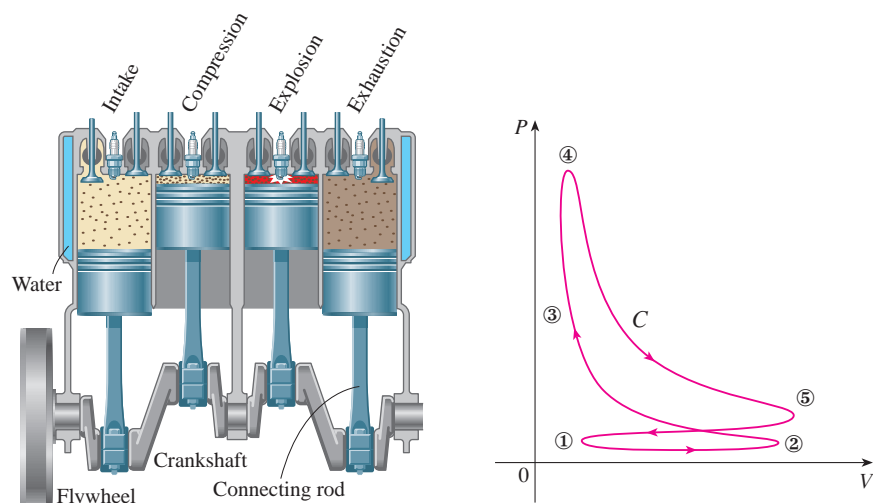 Intake
Compression
Explosion
Exhaustion
Water
Crankshaft
Connecting rod
Flywheel
P
④
③
C
⑤
①
②
0
V